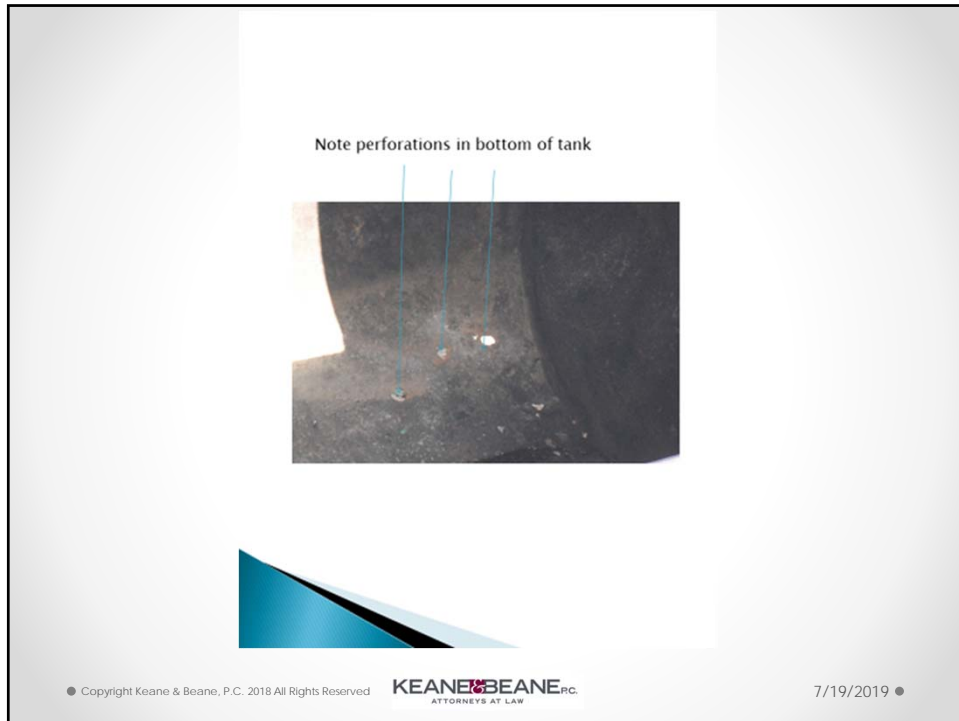 Note perforations in bottom of tank
Copyright Keane & Beane, P.C. 2018 All Rights Reserved
KEANE&BEANE P.C.
ATTORNEYS AT LAW
7/19/2019